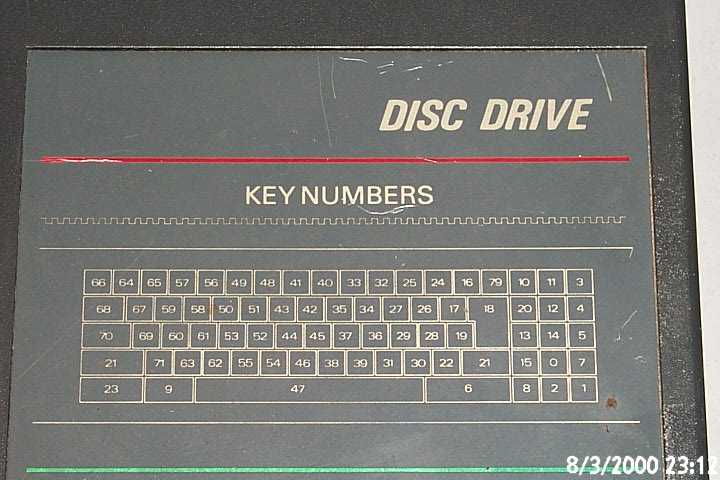 DISC DRIVE
KEY NUMBERS
66 64 65 57 56 49 48 41 40 33 32 25 24 16 79 10 11 3
68 67 59 58 50 51 43 42 35 34 27 26 17 18 20 12 4
70 69 60 61 53 52 44 45 37 36 29 28 19 13 14 5
21 71 63 62 55 54 46 38 39 31 30 22 21 15 0 7
23 9 47 6 8 2 1
8/3/2000 23:12